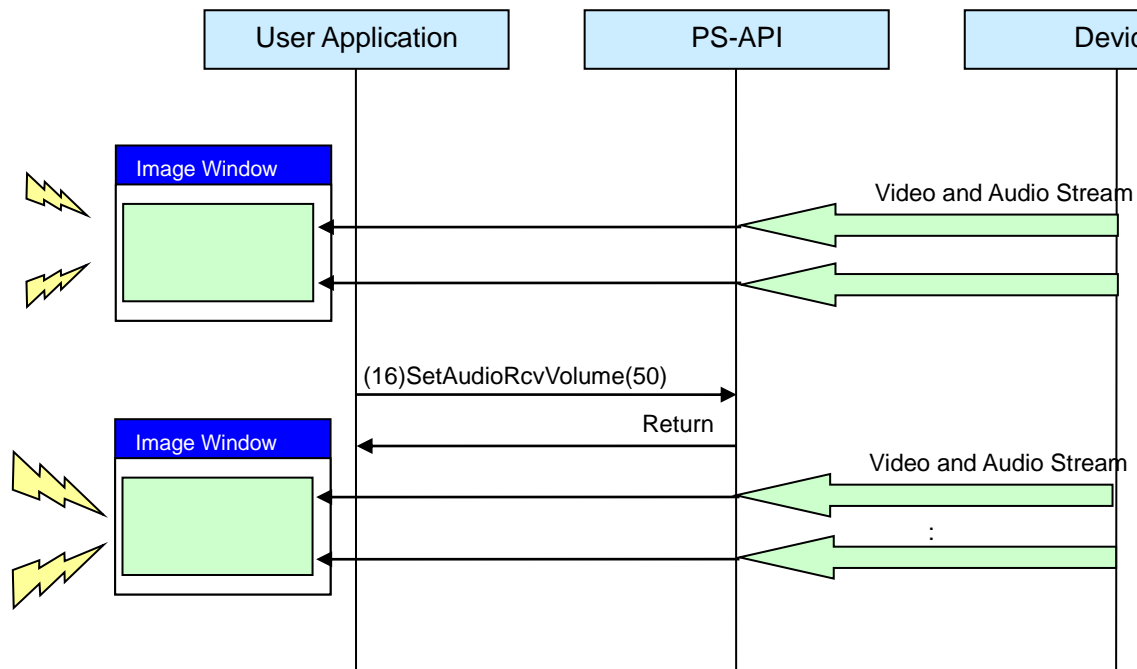 User Application
PS-API
Devic
Image Window
Video and Audio Stream
(16)SetAudioRcvVolume(50)
Return
Image Window
Video and Audio Stream
: